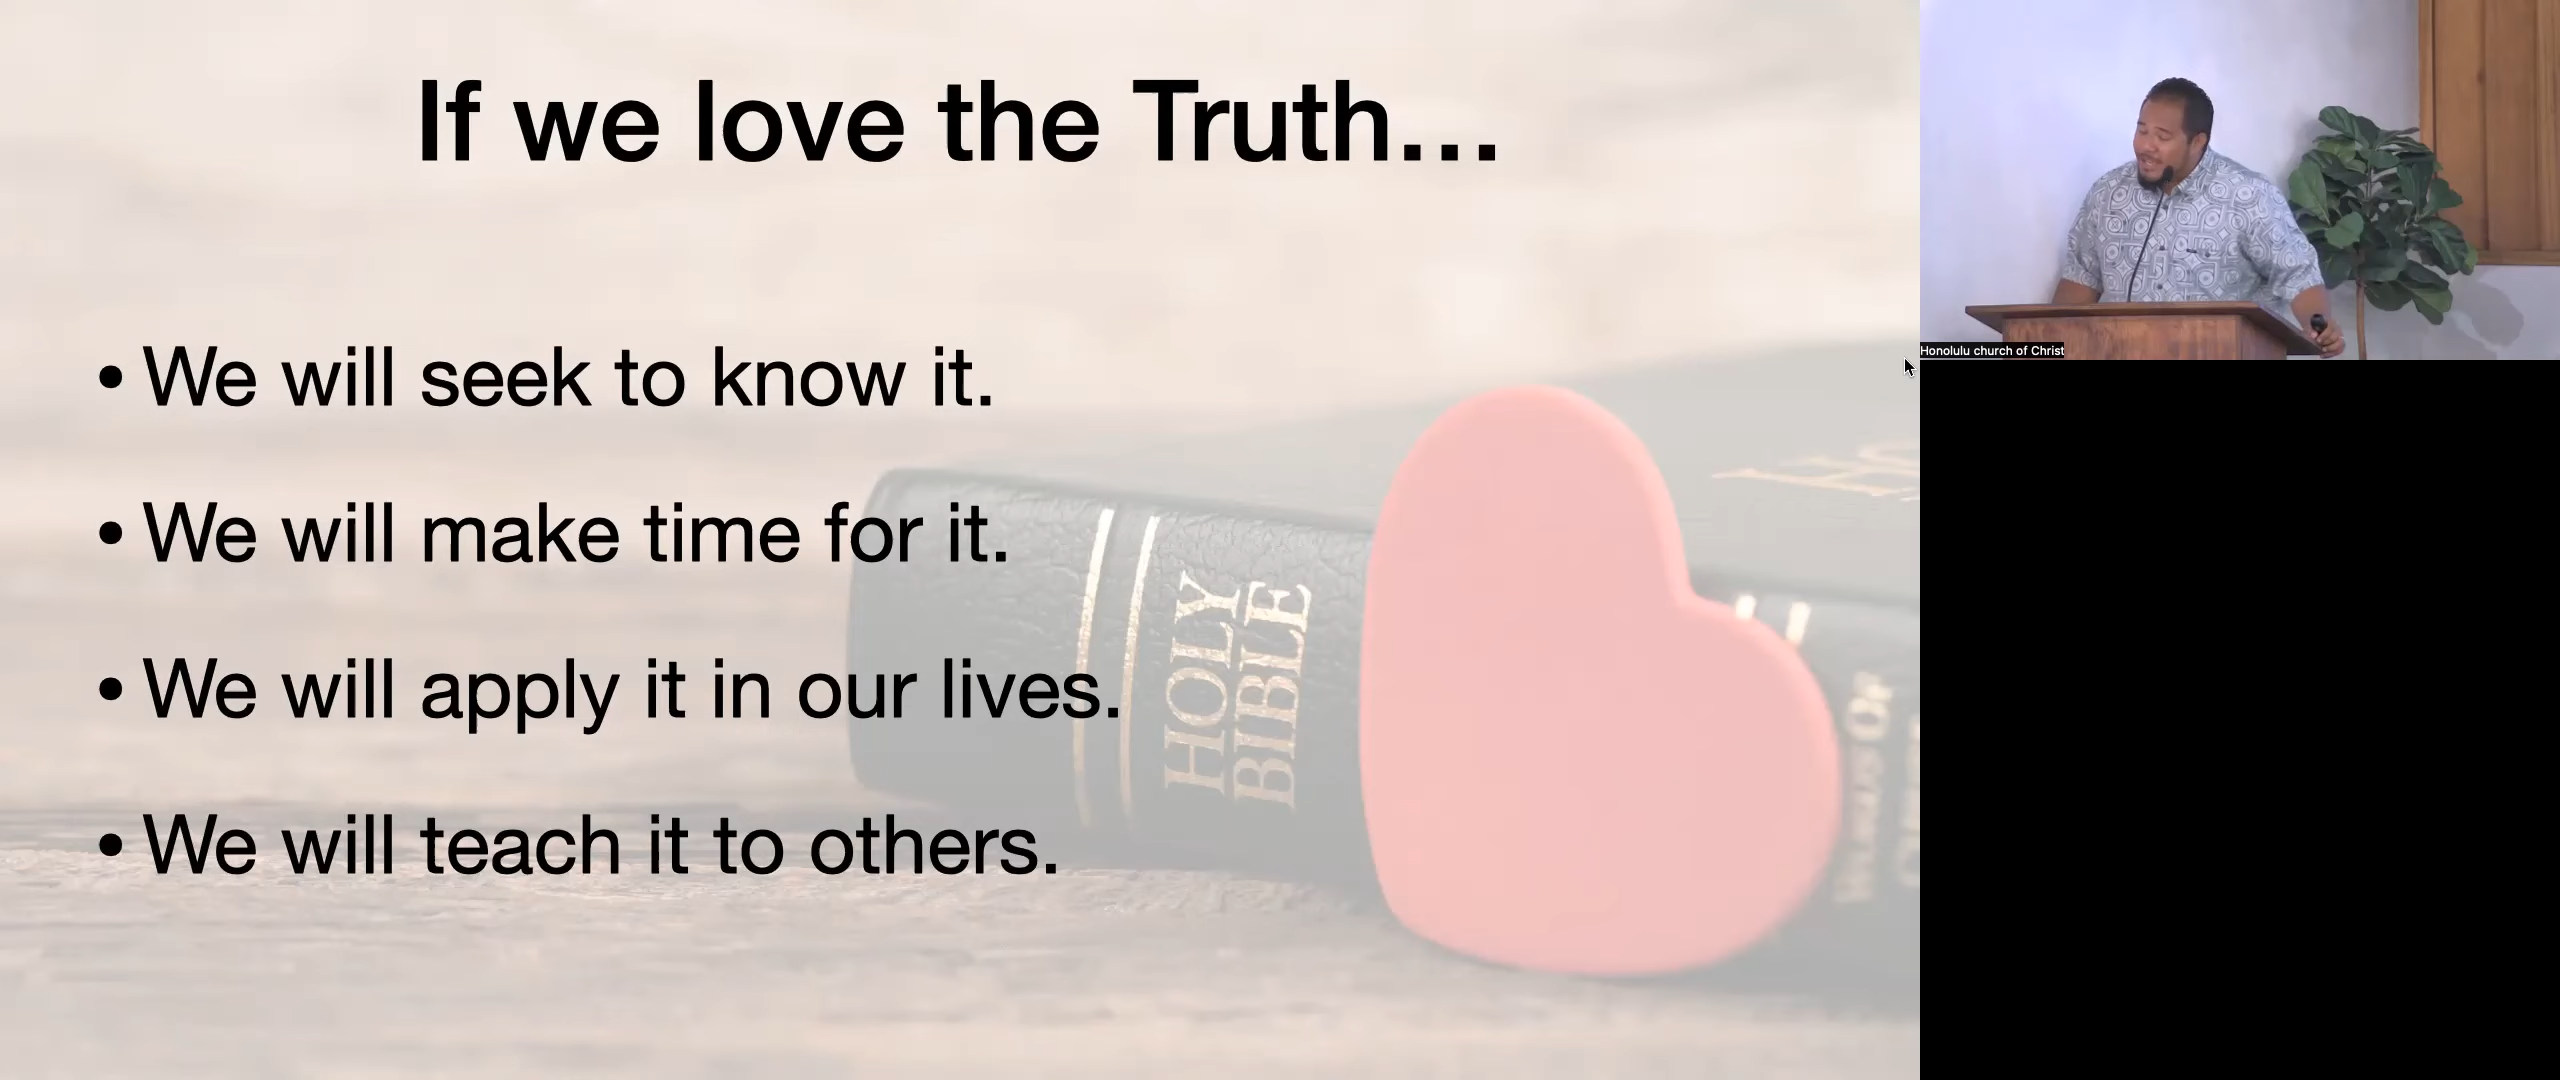 If we love the Truth...
• We will seek to know it.
• We will make time for it.
• We will apply it in our lives.
• We will teach it to others.
HOLY
BIBLE
Honolulu church of Christ